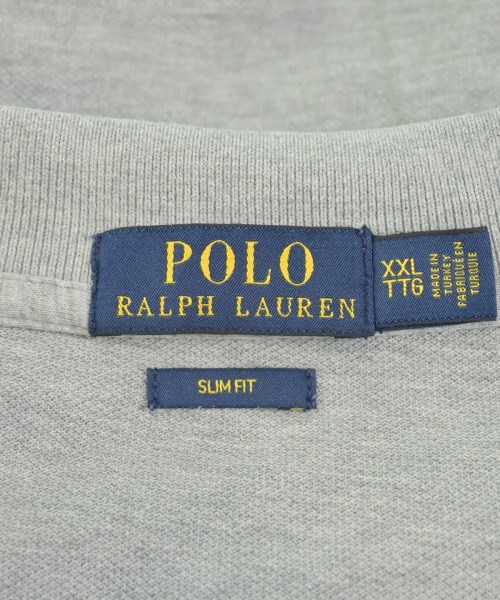 POLO
RALPH LAUREN
XXL
TTG
MADE IN
TURKEY
FABRIQUÉ EN
TURQUIE
SLIM FIT